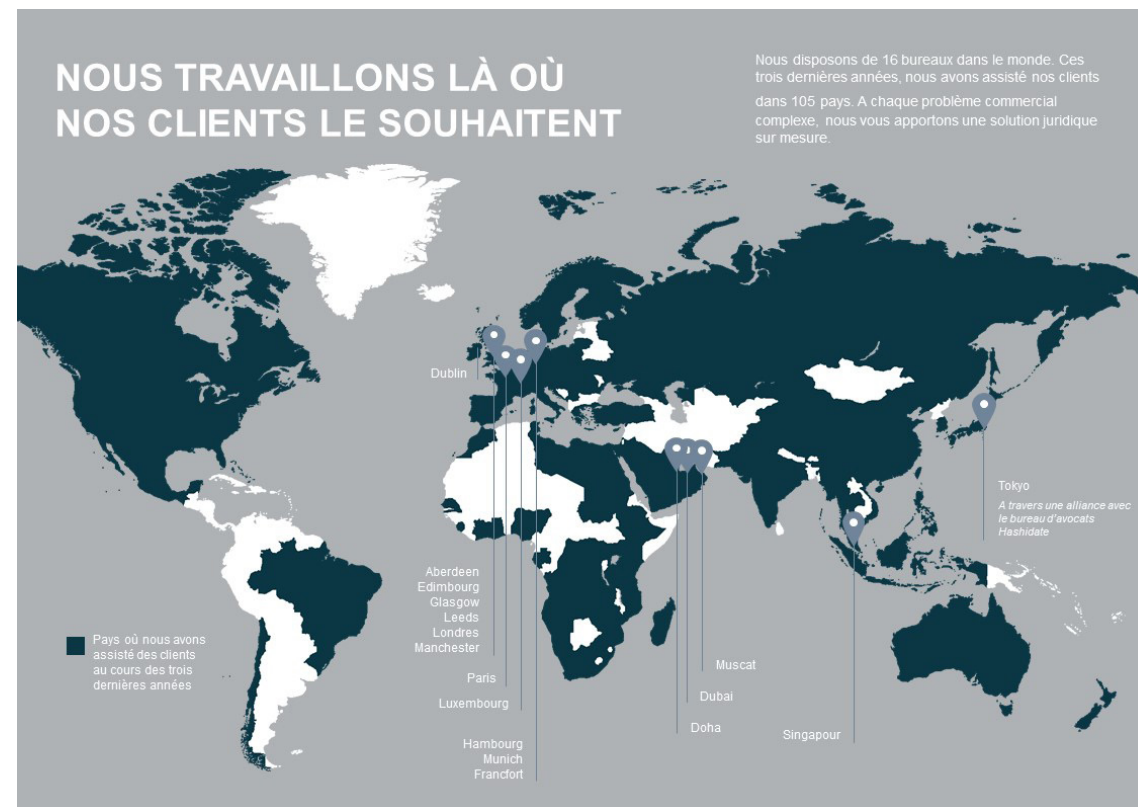 NOUS TRAVAILLONS LÀ OÙ
NOS CLIENTS LE SOUHAITENT
Nous disposons de 16 bureaux dans le monde. Ces
trois dernières années, nous avons assisté nos clients
dans 105 pays. A chaque problème commercial
complexe, nous vous apportons une solution juridique
sur mesure.
Dublin
Tokyo
A travers une alliance avec
le bureau d'avocats
Hashidate
Aberdeen
Edimbourg
Glasgow
Leeds
Londres
Manchester
Pays où nous avons
assisté des clients
au cours des trois
dernières années
Paris
Muscat
Luxembourg
Dubai
Doha
Singapour
Hambourg
Munich
Francfort